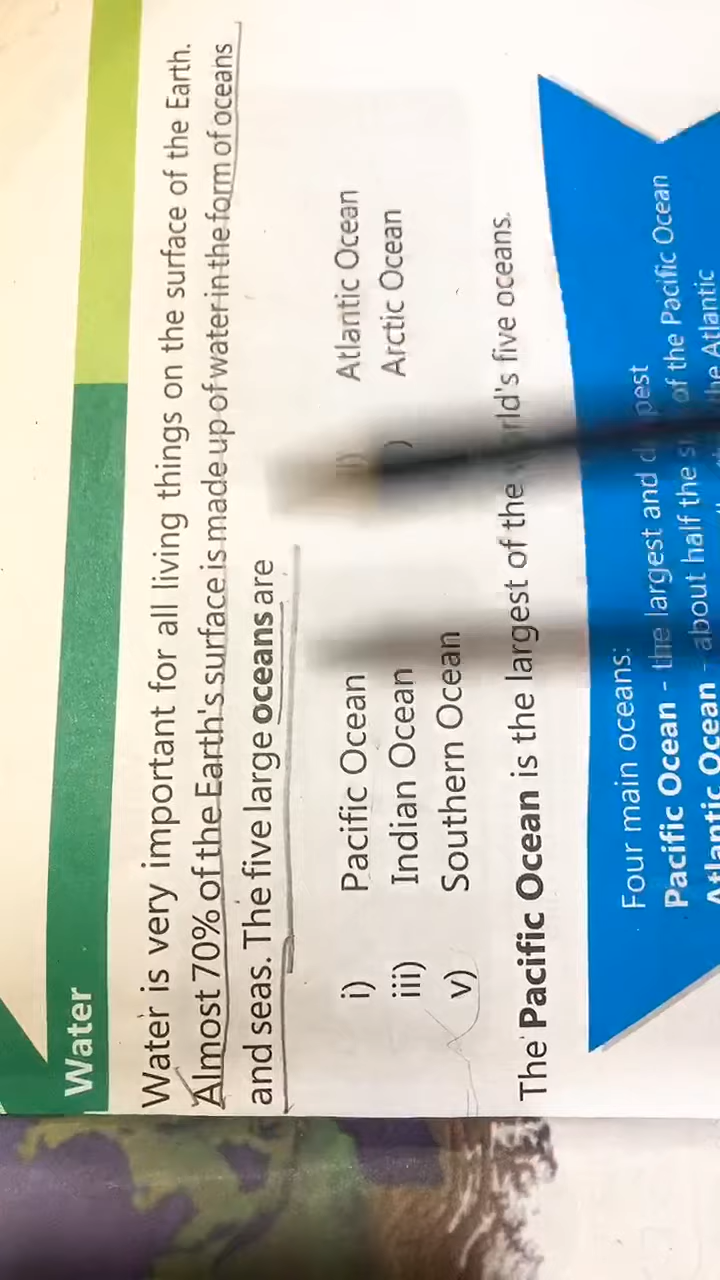 Water
Water is very important for all living things on the surface of the Earth.
Almost 70% of the Earth's surface is made up of water in the form of oceans
and seas. The five large oceans are
i) Pacific Ocean Atlantic Ocean
iii) Indian Ocean Arctic Ocean
v) Southern Ocean
The Pacific Ocean is the largest of the five oceans.
Four main oceans:
Pacific Ocean - the largest and
Atlantic Ocean - about half the of the Pacific Ocean
the Atlantic